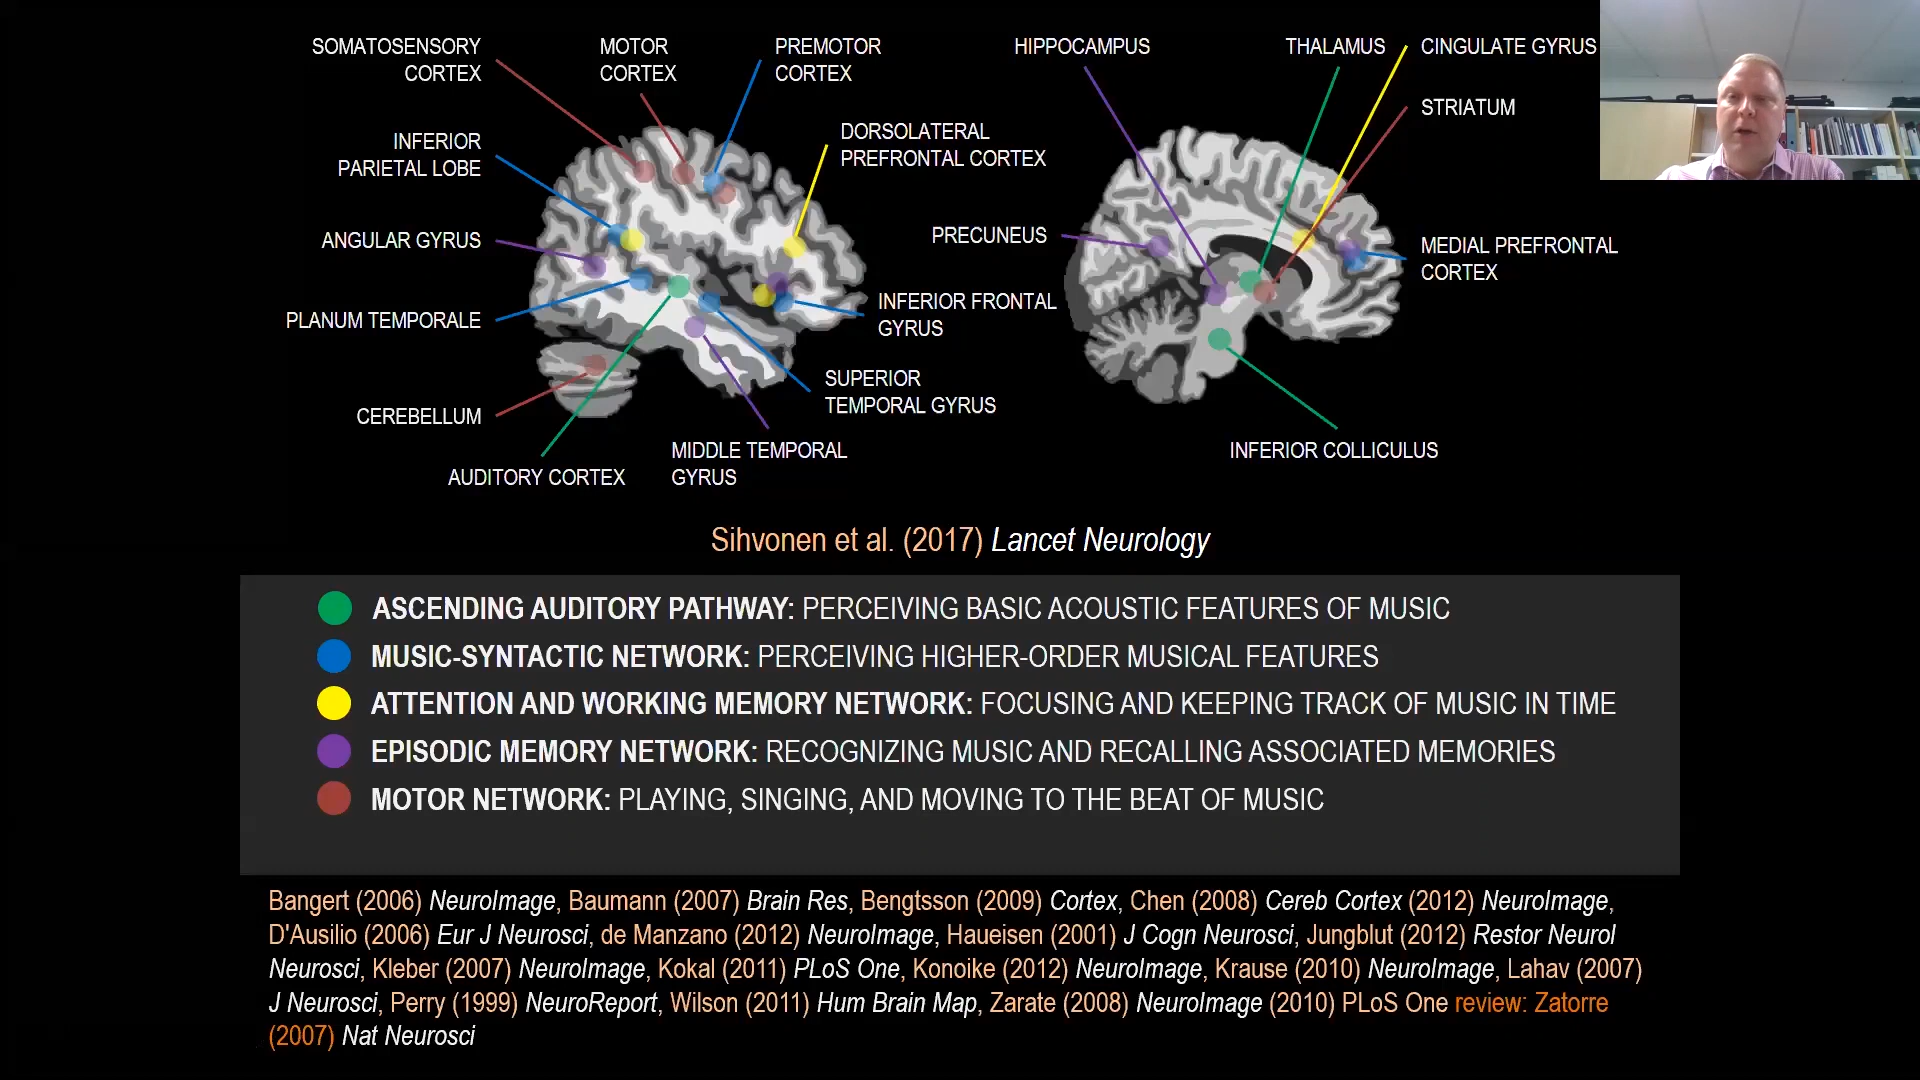 SOMATOSENSORY
CORTEX
MOTOR
CORTEX
PREMOTOR
CORTEX
HIPPOCAMPUS
THALAMUS
CINGULATE GYRUS
STRIATUM
INFERIOR
PARIETAL LOBE
DORSOLATERAL
PREFRONTAL CORTEX
ANGULAR GYRUS
PRECUNEUS
MEDIAL PREFRONTAL
CORTEX
PLANUM TEMPORALE
INFERIOR FRONTAL
GYRUS
CEREBELLUM
SUPERIOR
TEMPORAL GYRUS
AUDITORY CORTEX
MIDDLE TEMPORAL
GYRUS
INFERIOR COLLICULUS
Sihvonen et al. (2017) Lancet Neurology
ASCENDING AUDITORY PATHWAY: PERCEIVING BASIC ACOUSTIC FEATURES OF MUSIC
MUSIC-SYNTACTIC NETWORK: PERCEIVING HIGHER-ORDER MUSICAL FEATURES
ATTENTION AND WORKING MEMORY NETWORK: FOCUSING AND KEEPING TRACK OF MUSIC IN TIME
EPISODIC MEMORY NETWORK: RECOGNIZING MUSIC AND RECALLING ASSOCIATED MEMORIES
MOTOR NETWORK: PLAYING, SINGING, AND MOVING TO THE BEAT OF MUSIC
Bangert (2006) NeuroImage, Baumann (2007) Brain Res, Bengtsson (2009) Cortex, Chen (2008) Cereb Cortex (2012) NeuroImage,
D'Ausilio (2006) Eur J Neurosci, de Manzano (2012) NeuroImage, Haueisen (2001) J Cogn Neurosci, Jungblut (2012) Restor Neurol
Neurosci, Kleber (2007) NeuroImage, Kokal (2011) PLoS One, Konoike (2012) NeuroImage, Krause (2010) NeuroImage, Lahav (2007)
J Neurosci, Perry (1999) NeuroReport, Wilson (2011) Hum Brain Map, Zarate (2008) NeuroImage (2010) PLoS One review: Zatorre
(2007) Nat Neurosci